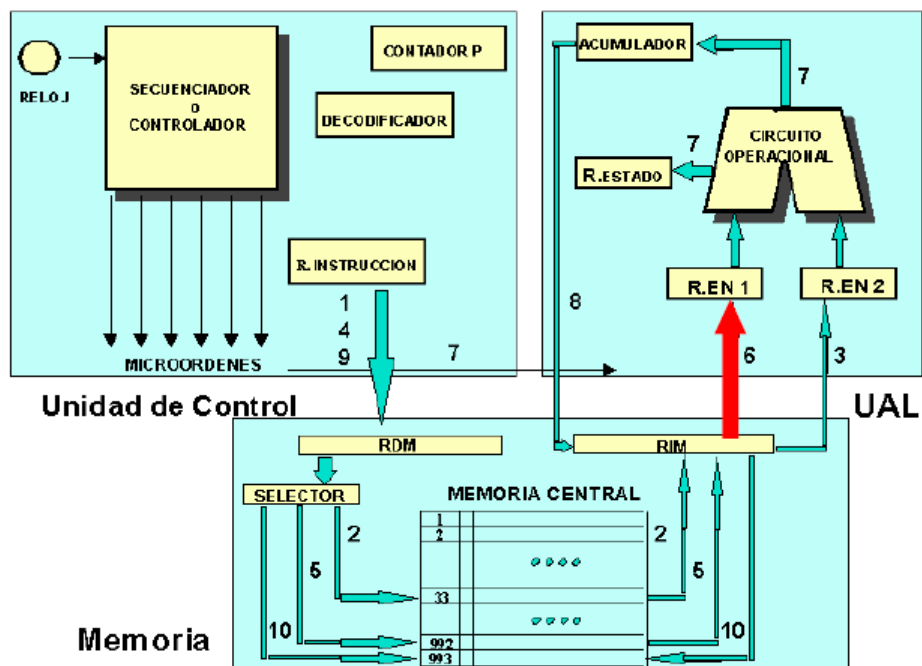 RELOJ
SECUENCIADOR
O
CONTROLADOR
CONTADOR P
DECODIFICADOR
R.INSTRUCCION
1
4
9
7
MICROORDENES
Unidad de Control
ACUMULADOR
7
CIRCUITO
OPERACIONAL
7
R.ESTADO
R.EN 1
R.EN 2
8
6
3
UAL
RDM
RIM
SELECTOR
MEMORIA CENTRAL
1
2
2
2
5
5
33
10
10
992
993
Memoria